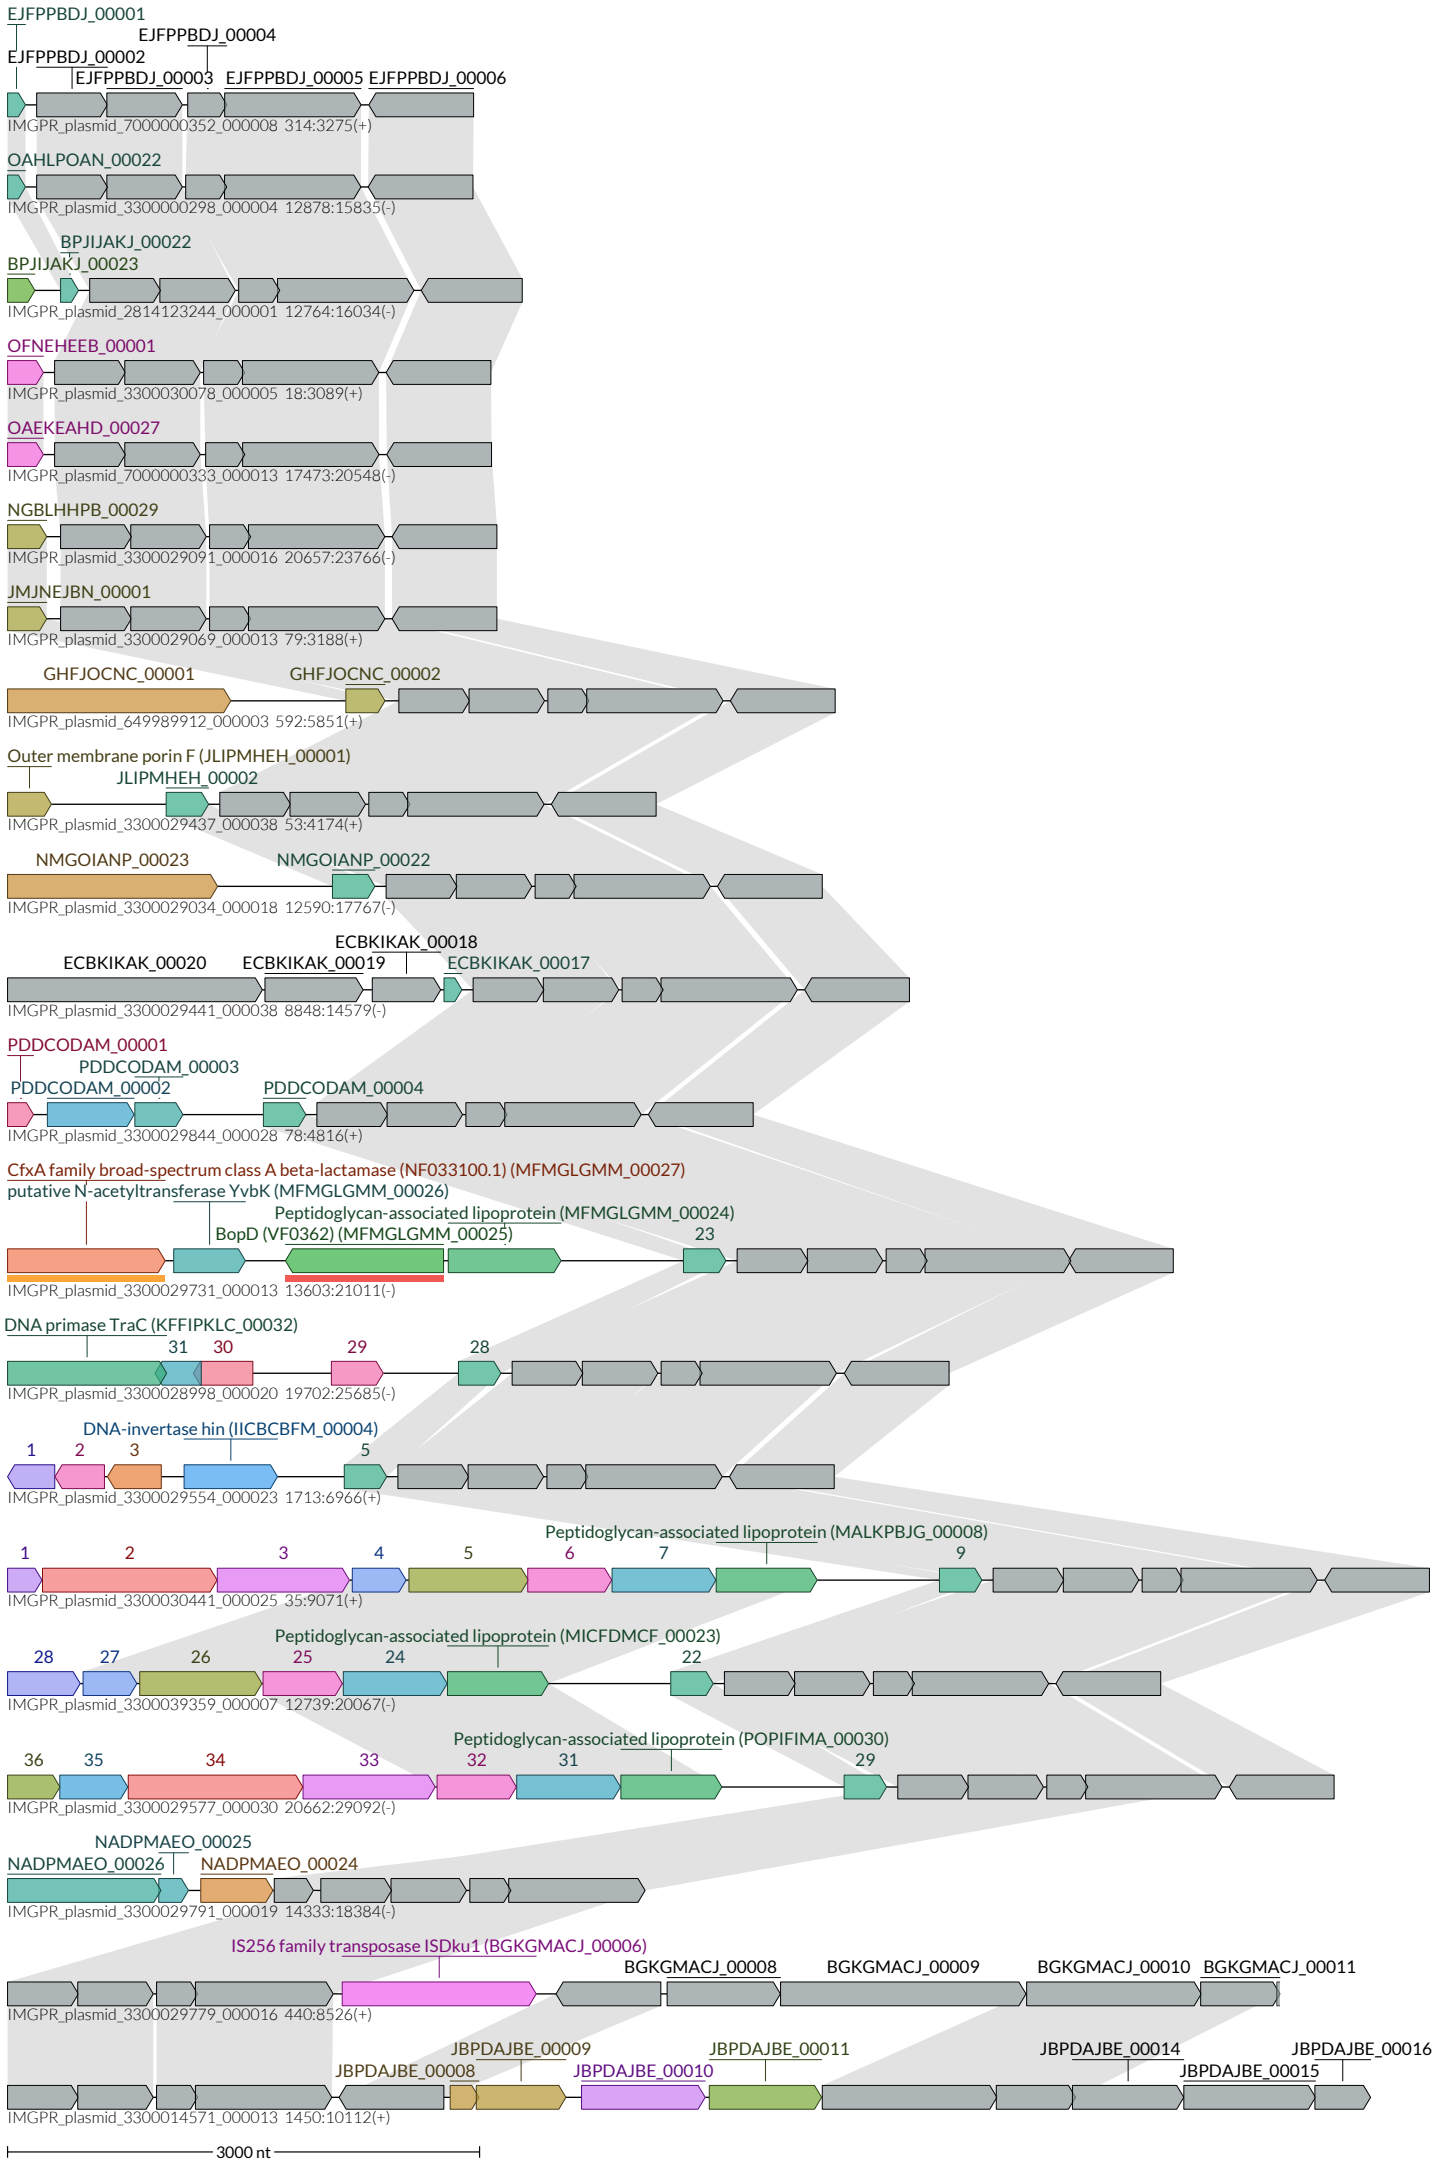 EJFPPBDJ_00001
EJFPPBDJ_00004
EJFPPBDJ_00002
EJFPPBDJ_00003 EJFPPBDJ_00005 EJFPPBDJ_00006
IMGPR_plasmid_7000000352_000008 314:3275(+)
OAHLPOAN_00022
IMGPR_plasmid_3300000298_000004 12878:15835(-)
BPJIJAKJ_00022
BPJIJAKJ_00023
IMGPR_plasmid_2814123244_000001 12764:16034(-)
OFNEHEEB_00001
IMGPR_plasmid_3300030078_000005 18:3089(+)
OAEKEAHD_00027
IMGPR_plasmid_7000000333_000013 17473:20548(-)
NGBLHHPB_00029
IMGPR_plasmid_3300029091_000016 20657:23766(-)
JMJNEJBN_00001
IMGPR_plasmid_3300029069_000013 79:3188(+)
GHFJOCNC_00001 GHFJOCNC_00002
IMGPR_plasmid_649989912_000003 592:5851(+)
Outer membrane porin F (JLIPMHEH_00001)
JLIPMHEH_00002
IMGPR_plasmid_3300029437_000038 53:4174(+)
NMGOIANP_00023 NMGOIANP_00022
IMGPR_plasmid_3300029034_000018 12590:17767(-)
ECBKIKAK_00018
ECBKIKAK_00020 ECBKIKAK_00019 ECBKIKAK_00017
IMGPR_plasmid_3300029441_000038 8848:14579(-)
PDDCODAM_00001
PDDCODAM_00003
PDDCODAM_00002 PDDCODAM_00004
IMGPR_plasmid_3300029844_000028 78:4816(+)
CfxA family broad-spectrum class A beta-lactamase (NF033100.1) (MFMGLGMM_00027)
putative N-acetyltransferase YvbK (MFMGLGMM_00026)
Peptidoglycan-associated lipoprotein (MFMGLGMM_00024)
BopD (VF0362) (MFMGLGMM_00025) 23
IMGPR_plasmid_3300029731_000013 13603:21011(-)
DNA primase TraC (KFFIPKLC_00032)
31 30 29 28
IMGPR_plasmid_3300028998_000020 19702:25685(-)
DNA-invertase hin (IICBCBFM_00004)
1 2 3 5
IMGPR_plasmid_3300029554_000023 1713:6966(+)
Peptidoglycan-associated lipoprotein (MALKPBJG_00008)
1 2 3 4 5 6 7 9
IMGPR_plasmid_3300030441_000025 35:9071(+)
Peptidoglycan-associated lipoprotein (MICFDMCF_00023)
28 27 26 25 24 22
IMGPR_plasmid_3300039359_000007 12739:20067(-)
Peptidoglycan-associated lipoprotein (POPIFIMA_00030)
36 35 34 33 32 31 29
IMGPR_plasmid_3300029577_000030 20662:29092(-)
NADPMAEO_00025
NADPMAEO_00026 NADPMAEO_00024
IMGPR_plasmid_3300029791_000019 14333:18384(-)
IS256 family transposase ISDku1 (BGKGMACJ_00006)
BGKGMACJ_00008 BGKGMACJ_00009 BGKGMACJ_00010 BGKGMACJ_00011
IMGPR_plasmid_3300029779_000016 440:8526(+)
JBPDAJBE_00009 JBPDAJBE_00011 JBPDAJBE_00014 JBPDAJBE_00016
JBPDAJBE_00008 JBPDAJBE_00010 JBPDAJBE_00015
IMGPR_plasmid_3300014571_000013 1450:10112(+)
3000 nt